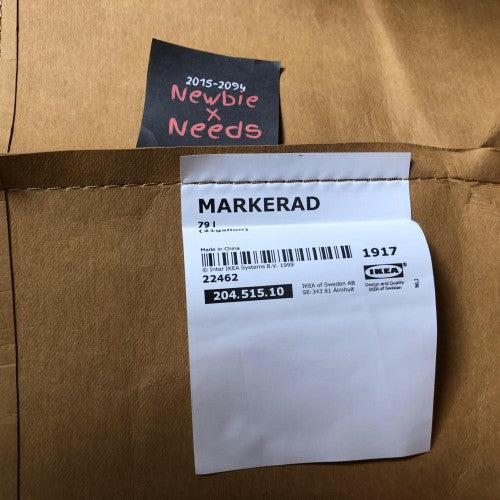 2015-2094
Newbie
x
Needs
MARKERAD
79 l
(21gallon)
Made in China
© Inter IKEA Systems B.V. 1999
22462
204.515.10
IKEA of Sweden AB
SE-343 81 Älmhult
1917
IKEA
Design and Quality
IKEA of Sweden